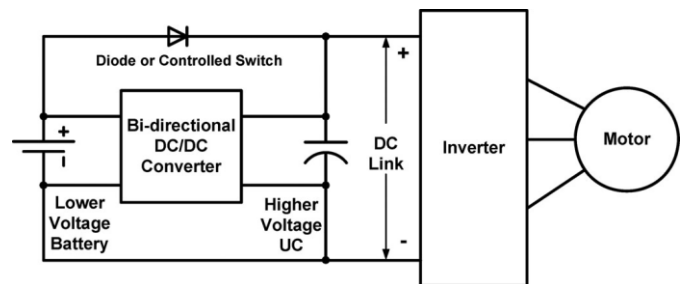 Diode or Controlled Switch
+
-
Bi-directional
DC/DC
Converter
Lower
Voltage
Battery
Higher
Voltage
UC
+
DC
Link
-
Inverter
Motor